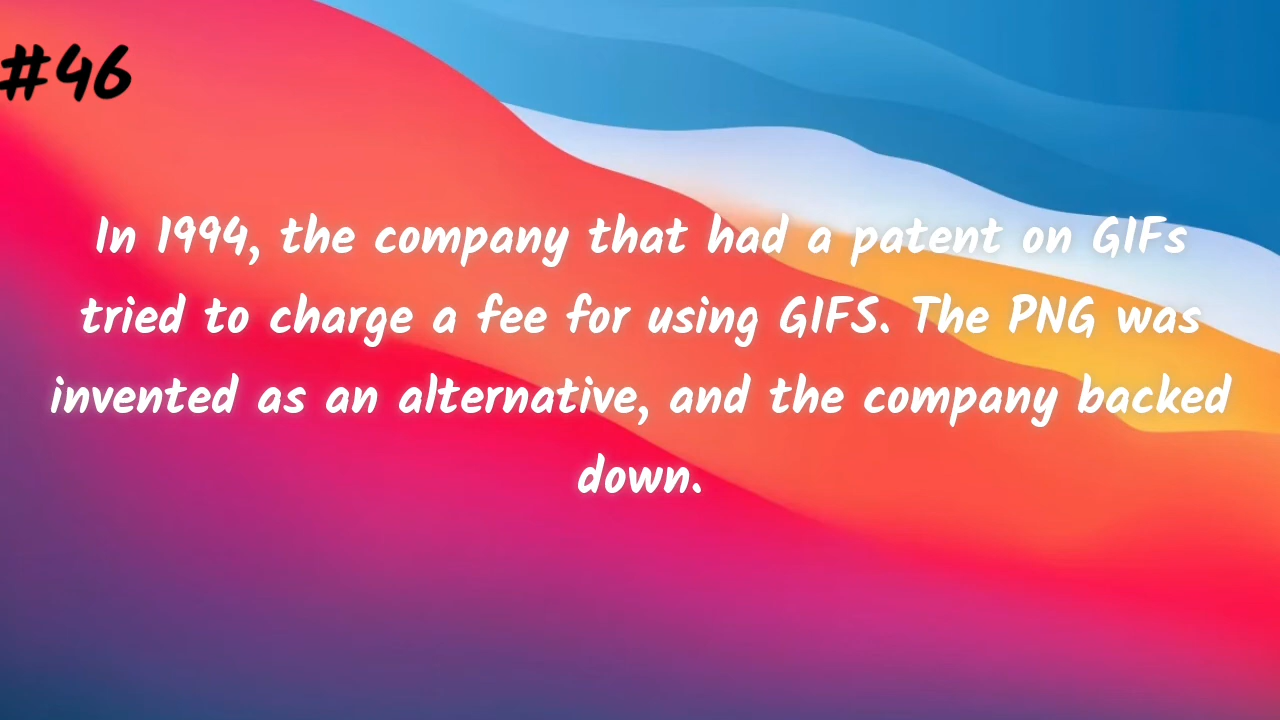 #46
In 1994, the company that had a patent on GIFs
tried to charge a fee for using GIFS. The PNG was
invented as an alternative, and the company backed
down.